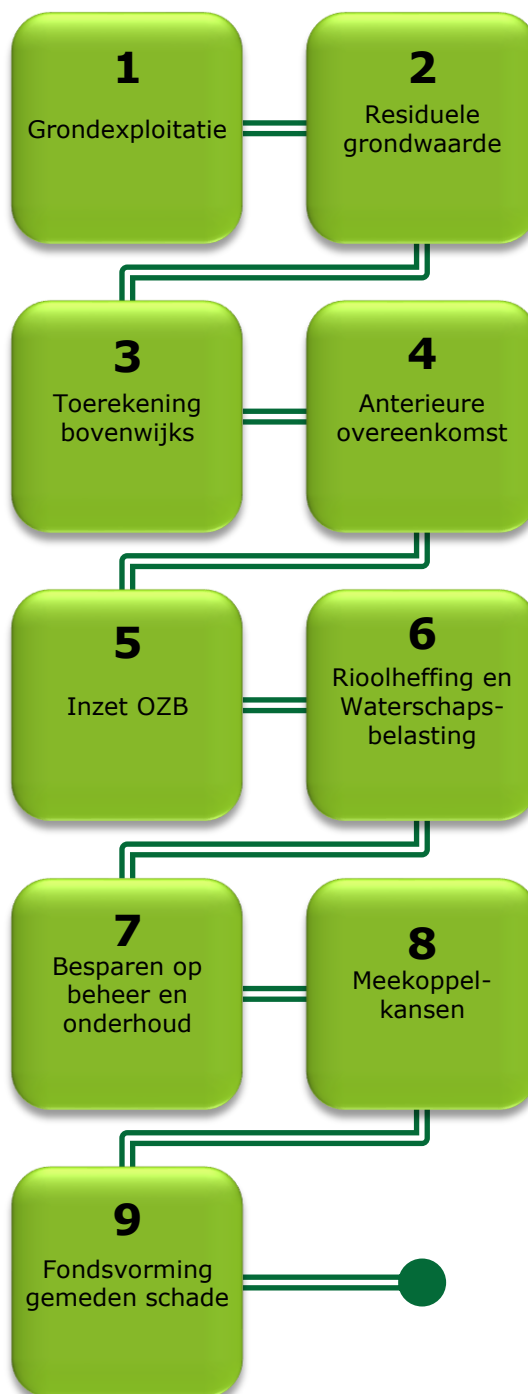 1
Grondexploitatie
2
Residuele
grondwaarde
3
Toerekening
bovenwijks
4
Anterieure
overeenkomst
5
Inzet OZB
6
Rioolheffing en
Waterschaps-
belasting
7
Besparen op
beheer en
onderhoud
8
Meekoppel-
kansen
9
Fondsvorming
gemeden schade